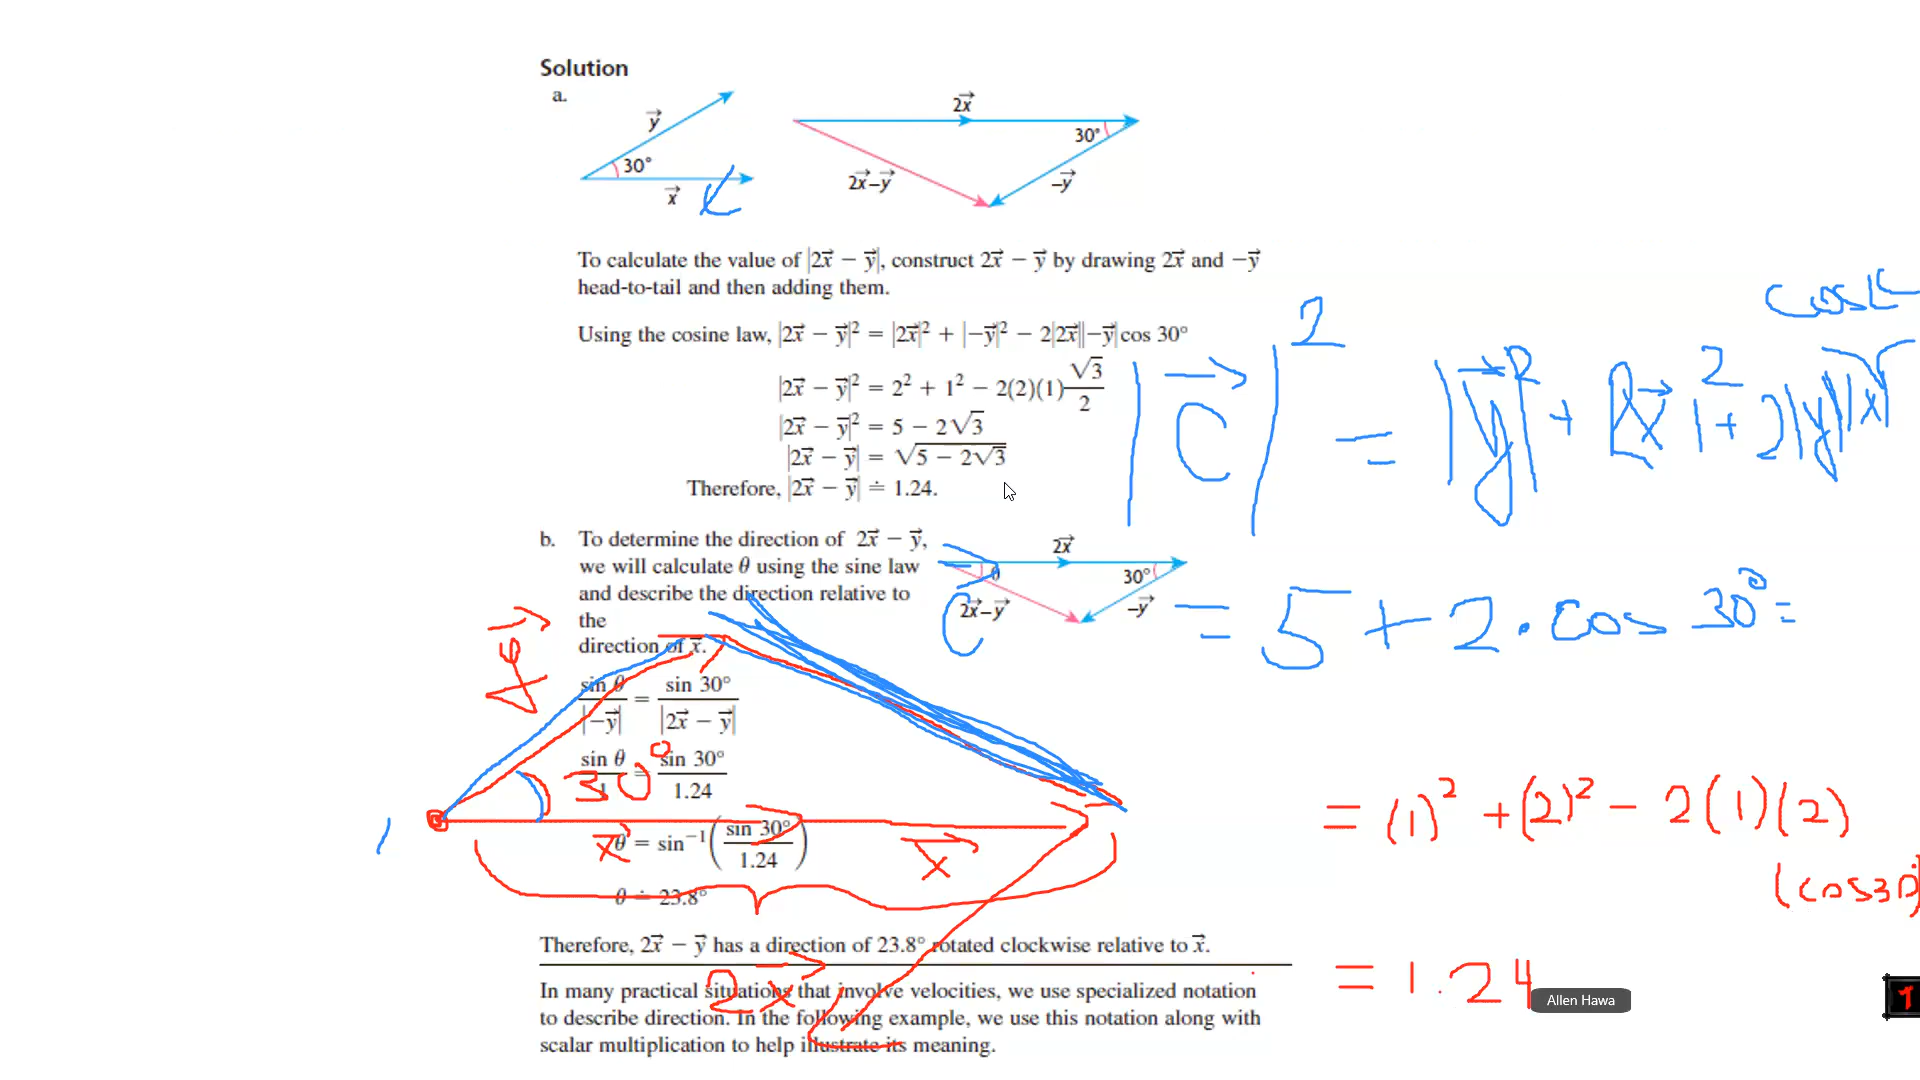 Solution
a.
y⃗
30°
x⃗
2x⃗
30°
2x⃗−y⃗
−y⃗
To calculate the value of |2x⃗ − y⃗|, construct 2x⃗ − y⃗ by drawing 2x⃗ and −y⃗
head-to-tail and then adding them.
Using the cosine law, |2x⃗ − y⃗|² = |2x⃗|² + |−y⃗|² − 2|2x⃗||−y⃗|cos 30°
|2x⃗ − y⃗|² = 2² + 1² − 2(2)(1)√3/2
|2x⃗ − y⃗|² = 5 − 2√3
|2x⃗ − y⃗| = √(5 − 2√3)
Therefore, |2x⃗ − y⃗| ≐ 1.24.
|C⃗|² = |y⃗|² +
b. To determine the direction of 2x⃗ − y⃗,
we will calculate θ using the sine law
and describe the direction relative to
the
direction of x⃗.
2x⃗
θ
30°
2x⃗−y⃗
−y⃗
C
= 5 + 2 · cos 30° =
sin θ/|−y⃗| = sin 30°/|2x⃗ − y⃗|
sin θ/1 = sin 30°/1.24
θ = sin⁻¹(sin 30°/1.24)
θ ≐ 23.8°
y⃗
30°
x⃗
x⃗
2x⃗
= (1)² + (2)² − 2(1)(2)
(cos30)
= 1.24
Therefore, 2x⃗ − y⃗ has a direction of 23.8° rotated clockwise relative to x⃗.
In many practical situations that involve velocities, we use specialized notation
to describe direction. In the following example, we use this notation along with
scalar multiplication to help illustrate its meaning.
Allen Hawa
1